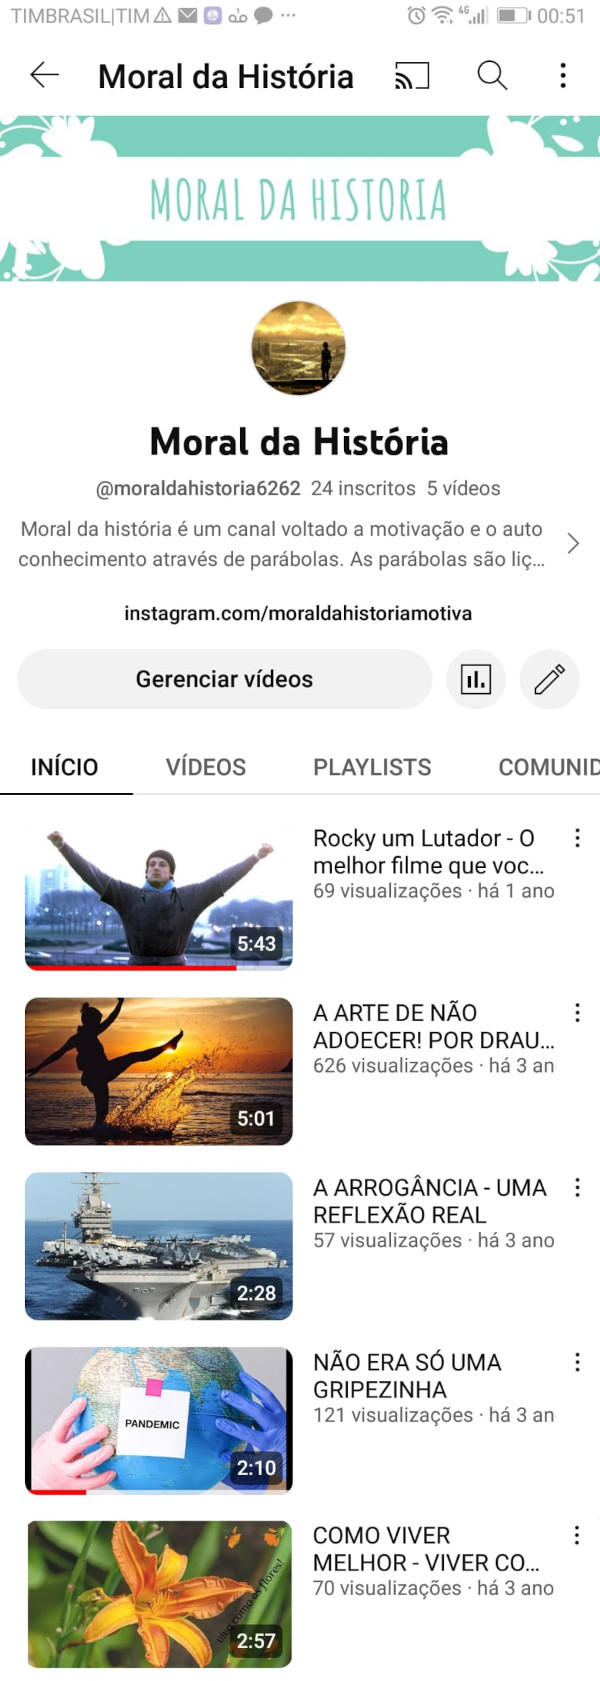 TIMBRASIL|TIM ... 4G 00:51
Moral da História
MORAL DA HISTORIA
Moral da História
@moraldahistoria6262 24 inscritos 5 vídeos
Moral da história é um canal voltado a motivação e o auto
conhecimento através de parábolas. As parábolas são liç...
instagram.com/moraldahistoriamotiva
Gerenciar vídeos
INÍCIO VÍDEOS PLAYLISTS COMUNID
Rocky um Lutador - O
melhor filme que voc...
69 visualizações · há 1 ano
5:43
A ARTE DE NÃO
ADOECER! POR DRAU...
626 visualizações · há 3 an
5:01
A ARROGÂNCIA - UMA
REFLEXÃO REAL
57 visualizações · há 3 ano
2:28
NÃO ERA SÓ UMA
GRIPEZINHA
121 visualizações · há 3 an
PANDEMIC
2:10
COMO VIVER
MELHOR - VIVER CO...
70 visualizações · há 3 ano
viva como as flores!
2:57